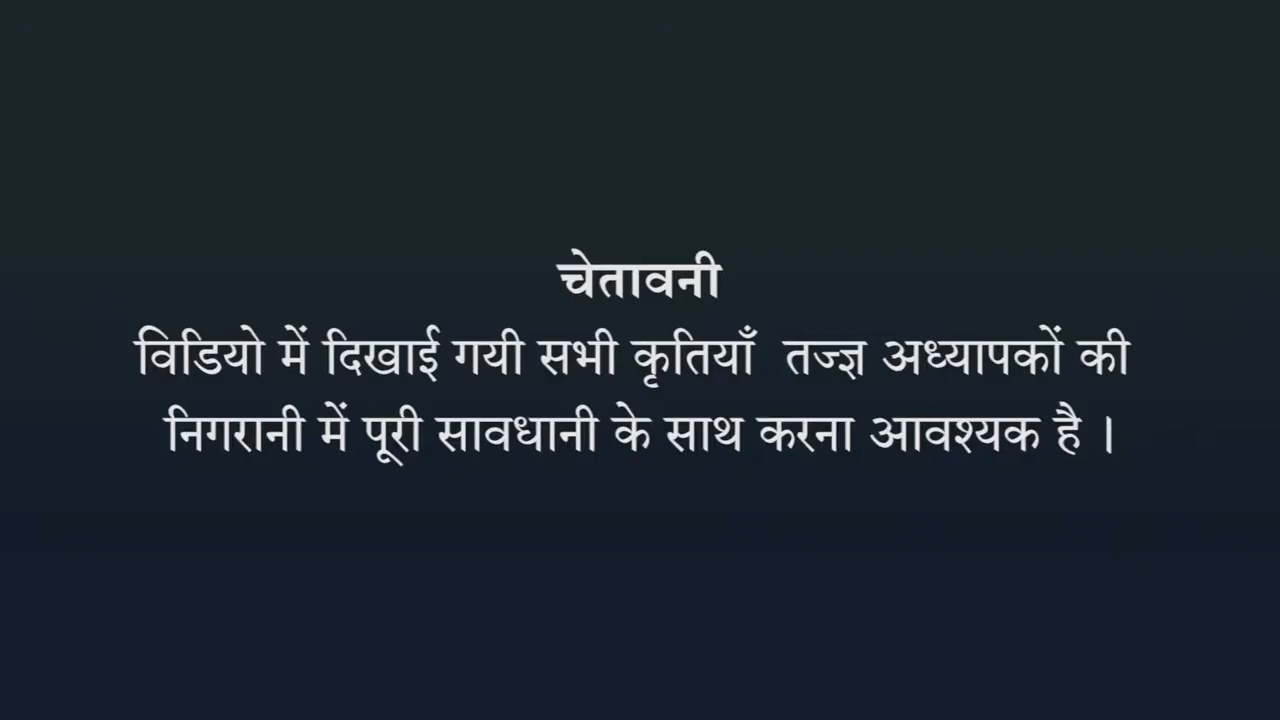 चेतावनी
विडियो में दिखाई गयी सभी कृतियाँ तज्ज्ञ अध्यापकों की
निगरानी में पूरी सावधानी के साथ करना आवश्यक है ।